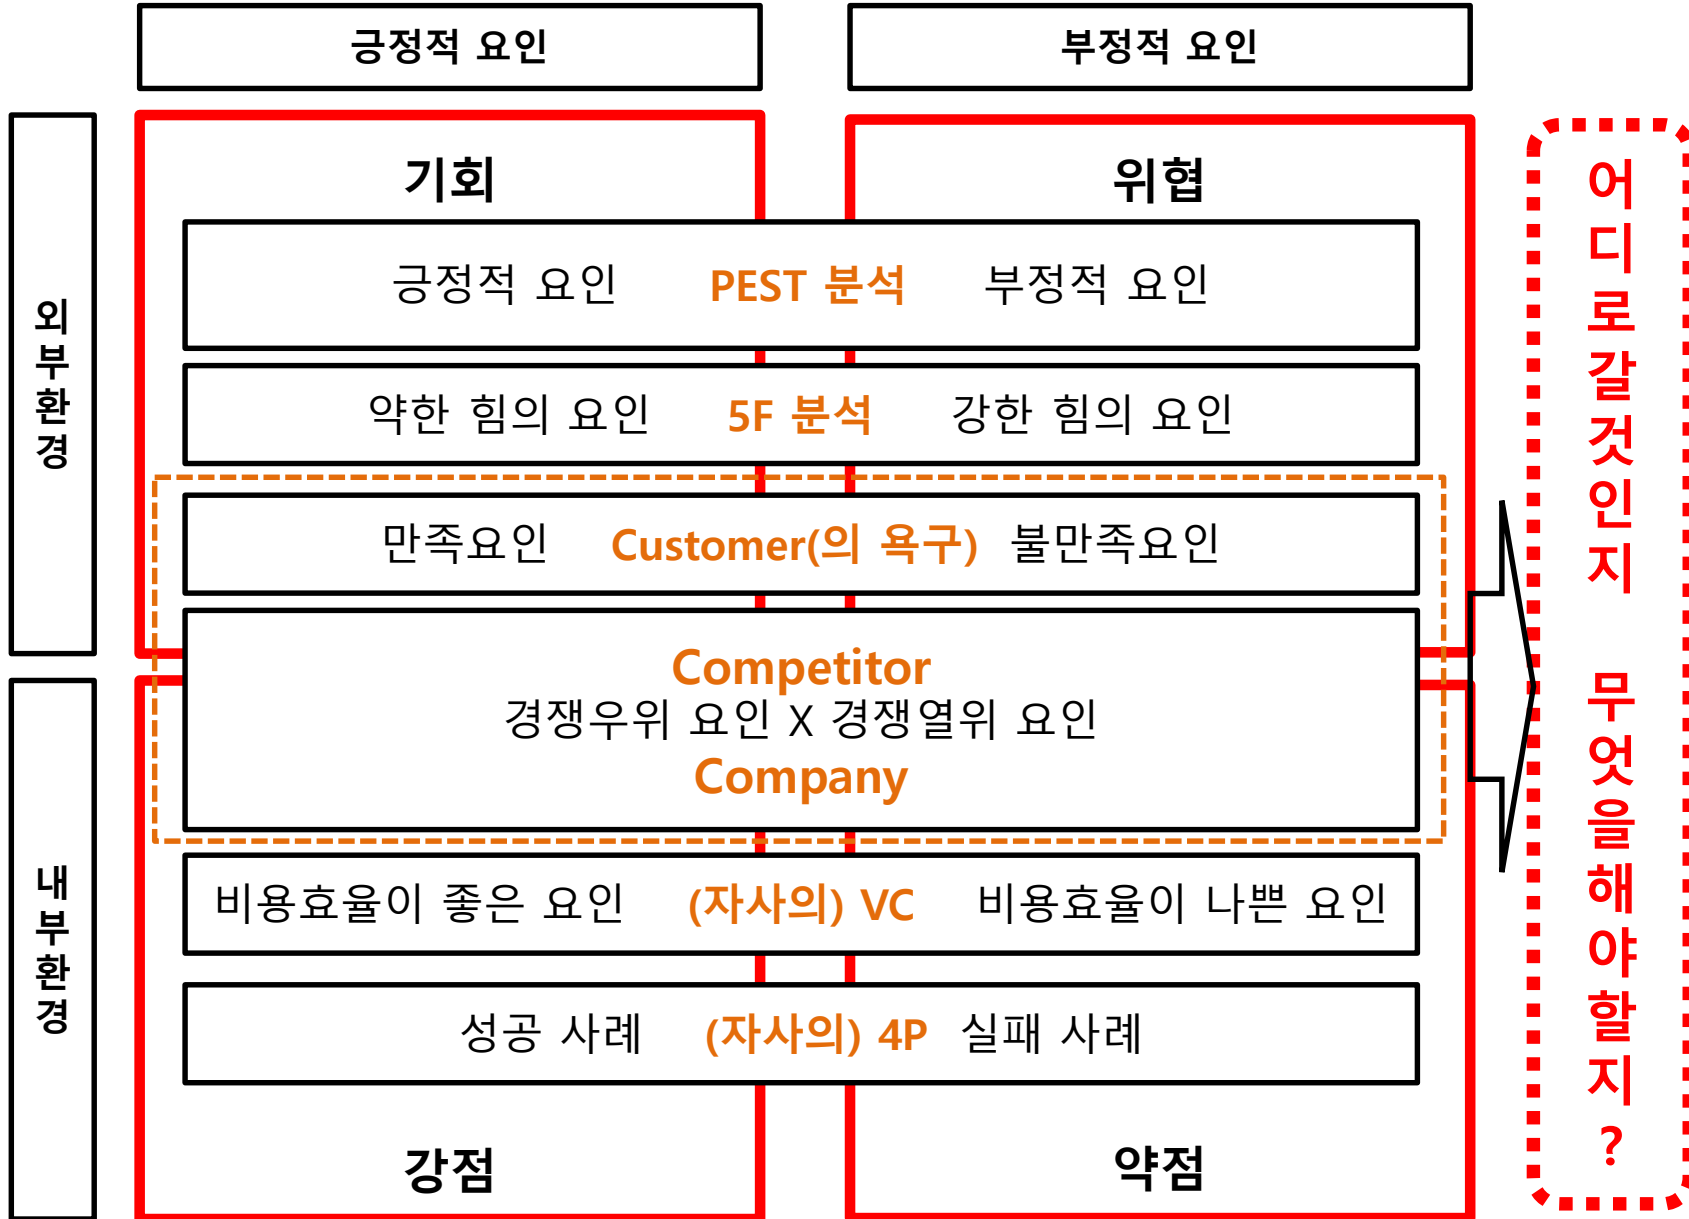 긍정적 요인
부정적 요인
외부환경
기회
위협
긍정적 요인 PEST 분석 부정적 요인
약한 힘의 요인 5F 분석 강한 힘의 요인
만족요인 Customer(의 욕구) 불만족요인
Competitor
경쟁우위 요인 X 경쟁열위 요인
Company
내부환경
비용효율이 좋은 요인 (자사의) VC 비용효율이 나쁜 요인
성공 사례 (자사의) 4P 실패 사례
강점
약점
어디로갈것인지 무엇을해야할지?